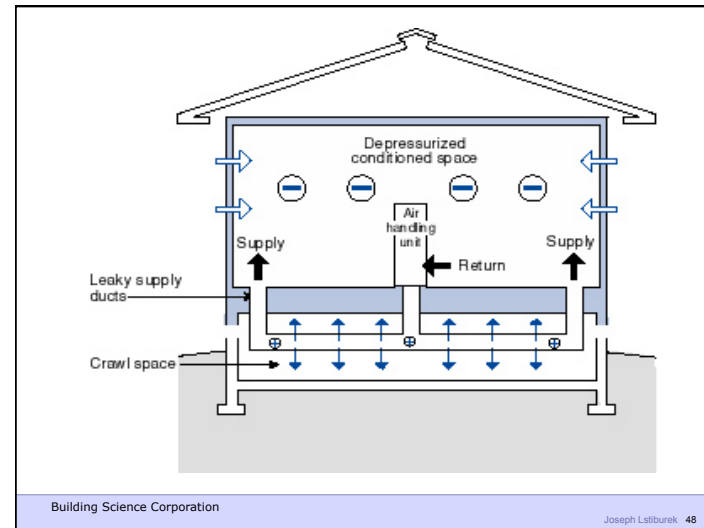 Depressurized
conditioned space
Air
handling
unit
Supply
Supply
Return
Leaky supply
ducts
Crawl space
Building Science Corporation
Joseph Lstiburek 48